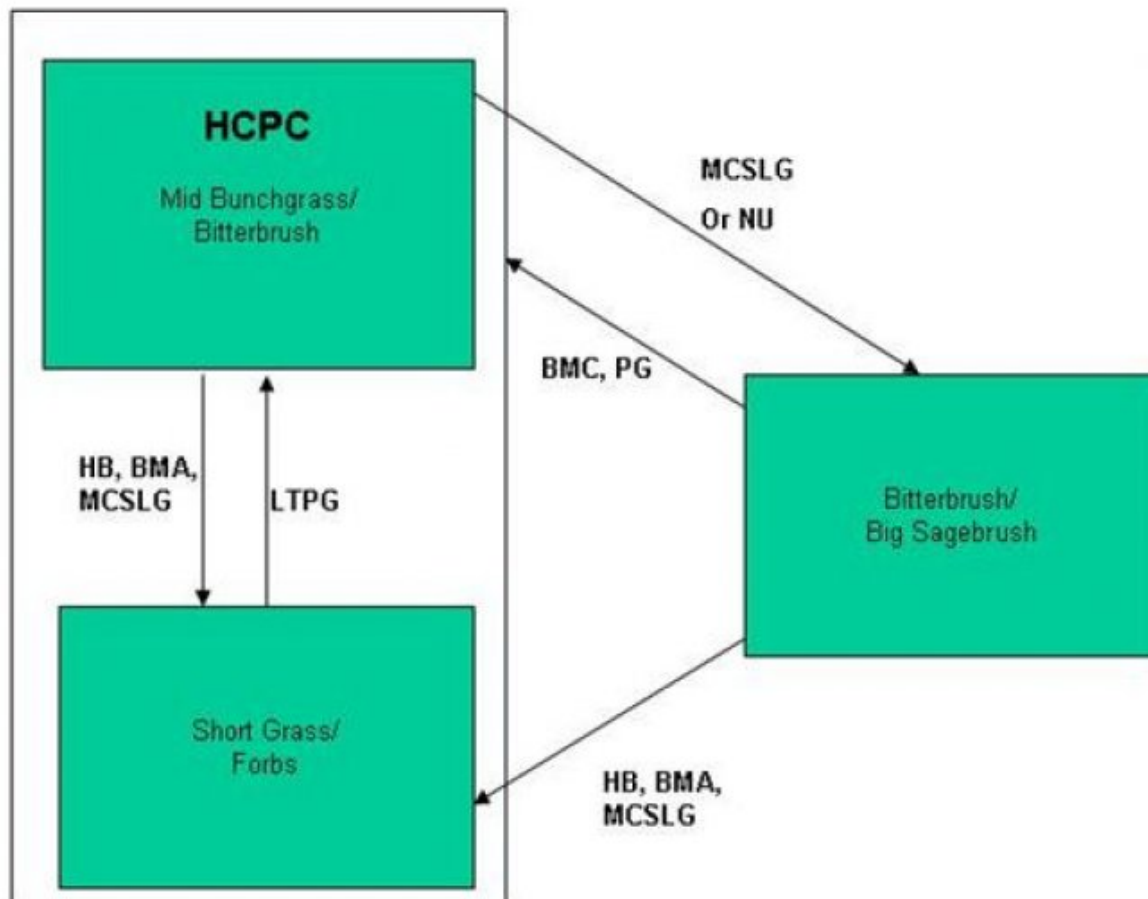 HCPC
Mid Bunchgrass/
Bitterbrush
MCSLG
Or NU
BMC, PG
HB, BMA,
MCSLG
LTPG
Bitterbrush/
Big Sagebrush
Short Grass/
Forbs
HB, BMA,
MCSLG